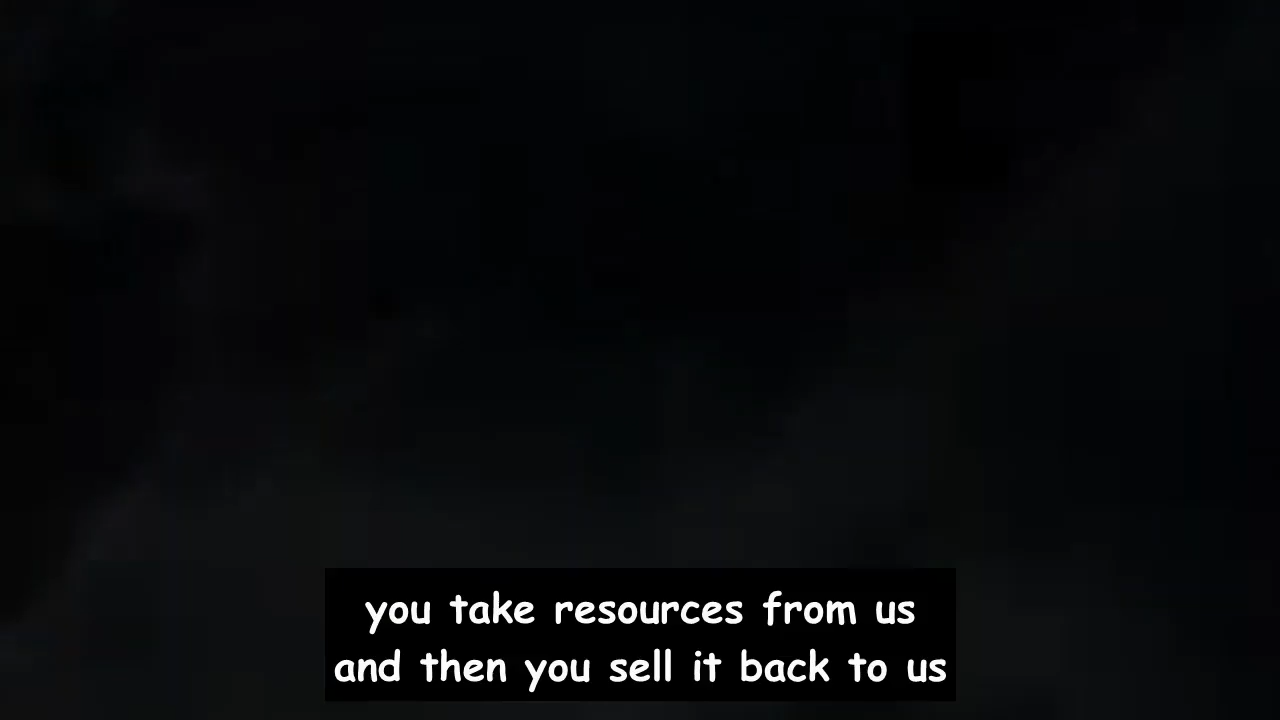 you take resources from us
and then you sell it back to us